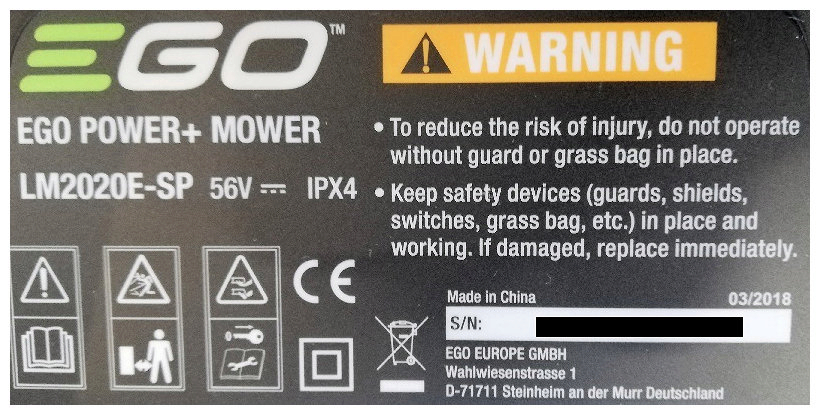 EGO™
EGO POWER+ MOWER
LM2020E-SP 56V ⎓ IPX4
CE
WARNING
• To reduce the risk of injury, do not operate
without guard or grass bag in place.
• Keep safety devices (guards, shields,
switches, grass bag, etc.) in place and
working. If damaged, replace immediately.
Made in China 03/2018
S/N:
EGO EUROPE GMBH
Wahlwiesenstrasse 1
D-71711 Steinheim an der Murr Deutschland